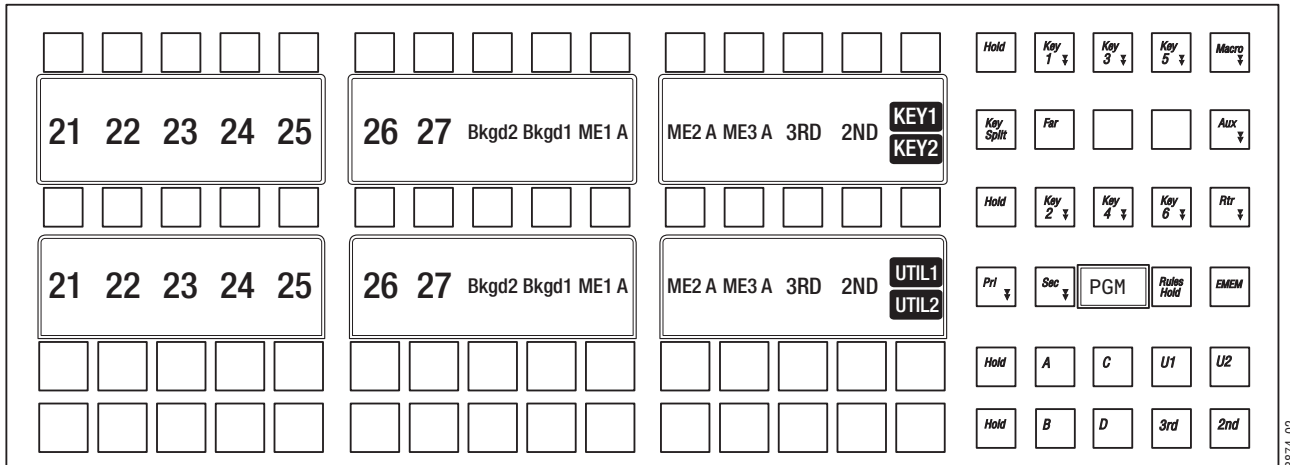 Hold Key 1 Key 3 Key 5 Macro
21 22 23 24 25 26 27 Bkgd2 Bkgd1 ME1 A ME2 A ME3 A 3RD 2ND KEY1 KEY2
Key Split Far Aux
Hold Key 2 Key 4 Key 6 Rtr
21 22 23 24 25 26 27 Bkgd2 Bkgd1 ME1 A ME2 A ME3 A 3RD 2ND UTIL1 UTIL2
Pri Sec PGM Rules Hold EMEM
Hold A C U1 U2
Hold B D 3rd 2nd